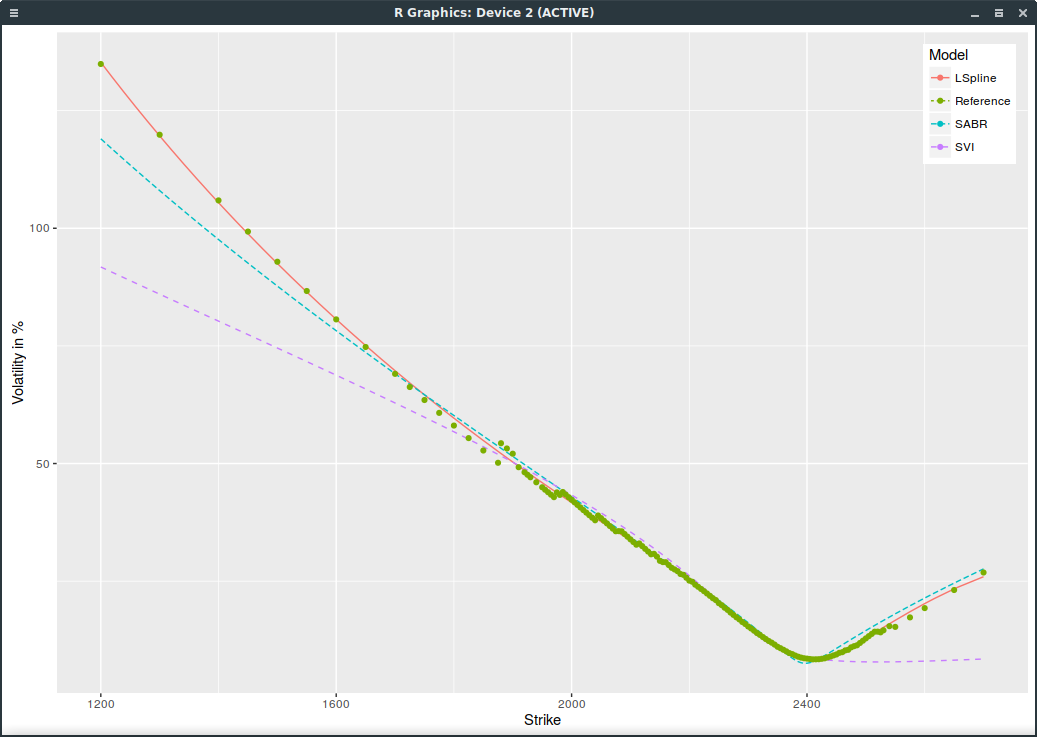 R Graphics: Device 2 (ACTIVE)
Model
LSpline
Reference
SABR
SVI
100
50
Volatility in %
1200
1600
2000
2400
Strike